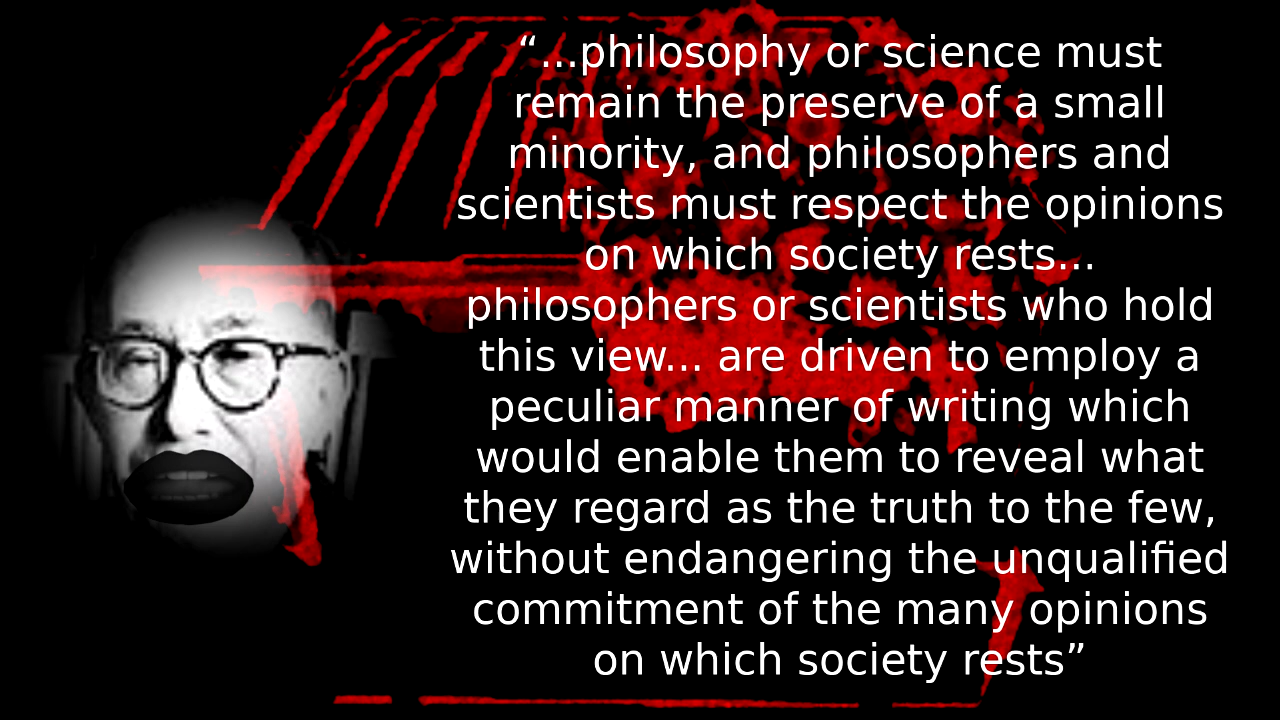 “...philosophy or science must
remain the preserve of a small
minority, and philosophers and
scientists must respect the opinions
on which society rests...
philosophers or scientists who hold
this view... are driven to employ a
peculiar manner of writing which
would enable them to reveal what
they regard as the truth to the few,
without endangering the unqualified
commitment of the many opinions
on which society rests”